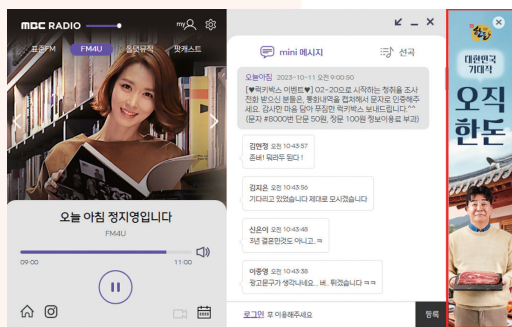 mbc RADIO
my
표준FM FM4U 올댓뮤직 팟캐스트
오늘 아침 정지영입니다
FM4U
09:00 11:00
mini 메시지 선곡
오늘아침 2023-10-11 오전 9:00:50
[♥럭키박스 이벤트♥] 02-200으로 시작하는 청취율 조사
전화 받으신 분들은, 통화내역을 캡쳐해서 문자로 인증해주
세요. 감사한 마음 담아 푸짐한 럭키박스 보내드립니다.^^
(문자 #8000번 단문 50원, 장문 100원 정보이용료 부과)
김현정 오전 10:43:57
존버! 뭐라두 된다!
김지은 오전 10:43:56
기다리고 있었습니다 제대로 모시겠습니다
신은이 오전 10:43:48
3년 결혼한것도 아니고.. ㅋ
이중영 오전 10:43:38
광고문구가 생각나네요... 버.. 튀겼습니다 ㅋㅋ
로그인 후 이용해주세요 등록
한돈
대한민국
기대작
오직
한돈